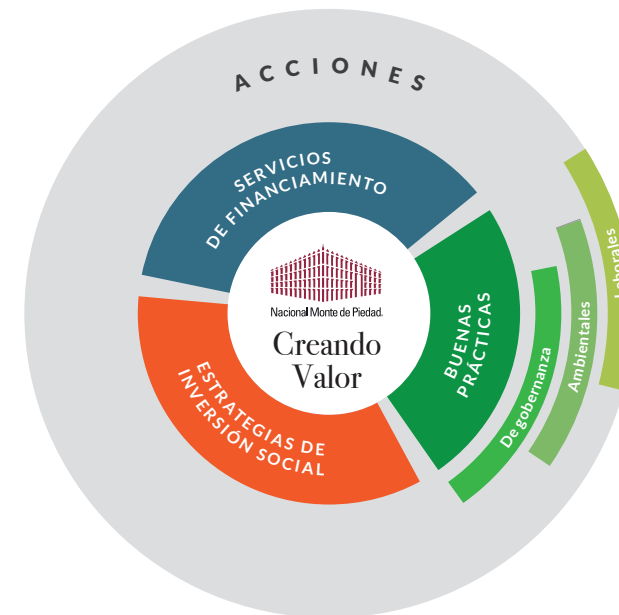 ACCIONES
SERVICIOS
DE FINANCIAMIENTO
Nacional Monte de Piedad.
Creando
Valor
BUENAS
PRÁCTICAS
ESTRATEGIAS DE
INVERSIÓN SOCIAL
De gobernanza
Ambientales
Laborales